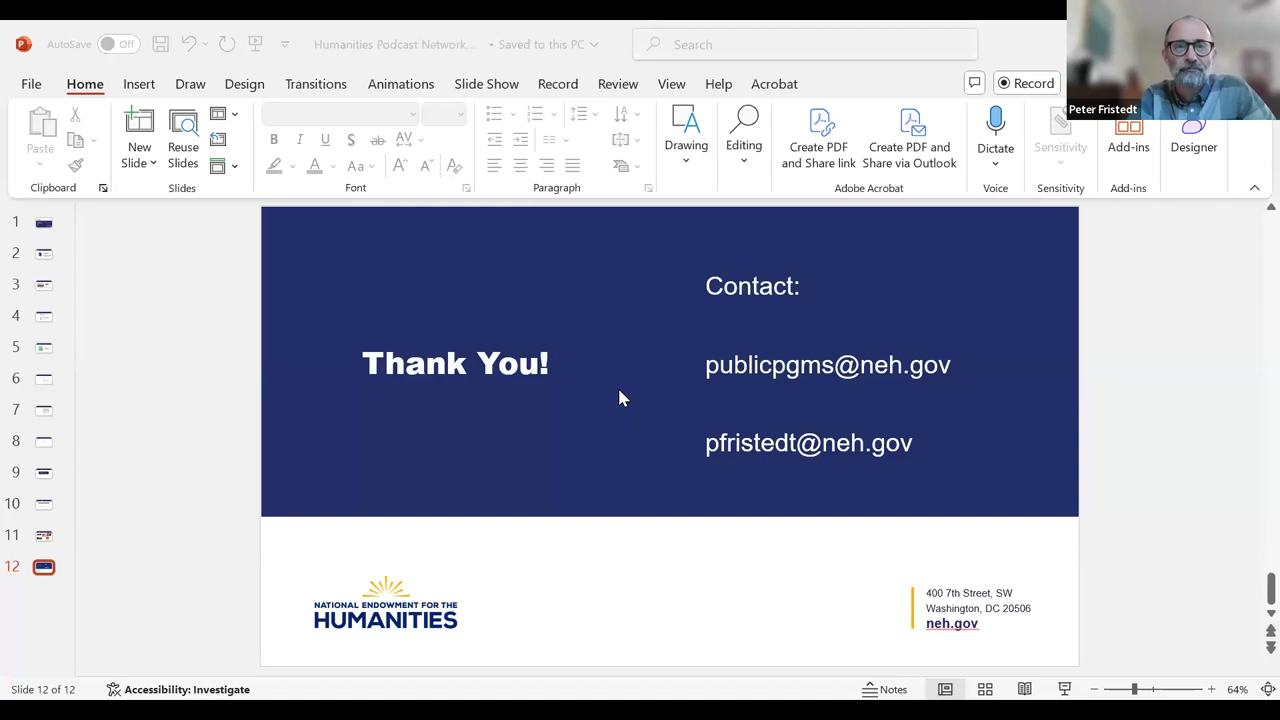 AutoSave Off Humanities Podcast Network... • Saved to this PC Search
Peter Fristedt
File Home Insert Draw Design Transitions Animations Slide Show Record Review View Help Acrobat Record
Paste New Slide Reuse Slides Drawing Editing Create PDF and Share link Create PDF and Share via Outlook Dictate Sensitivity Add-ins Designer
Clipboard Slides Font Paragraph Adobe Acrobat Voice Sensitivity Add-ins
1
2
3
4
5
6
7
8
9
10
11
12
Thank You!
Contact:
publicpgms@neh.gov
pfristedt@neh.gov
NATIONAL ENDOWMENT FOR THE
HUMANITIES
400 7th Street, SW
Washington, DC 20506
neh.gov
Slide 12 of 12 Accessibility: Investigate Notes 64%